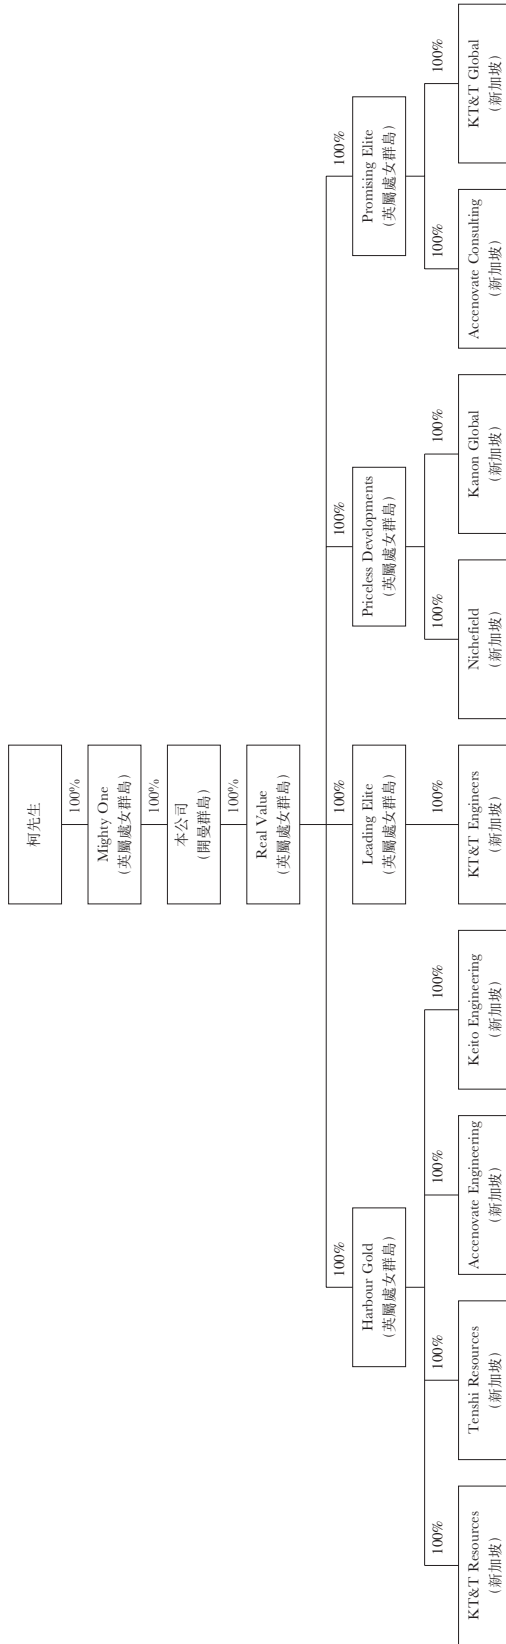 柯先生
100%
Mighty One
(英屬處女群島)
100%
本公司
(開曼群島)
100%
Real Value
(英屬處女群島)
100%
100%
100%
100%
Harbour Gold
(英屬處女群島)
Leading Elite
(英屬處女群島)
Priceless Developments
(英屬處女群島)
Promising Elite
(英屬處女群島)
100%
100%
100%
100%
100%
100%
100%
100%
100%
KT&T Resources
(新加坡)
Tenshi Resources
(新加坡)
Accenovate Engineering
(新加坡)
Keito Engineering
(新加坡)
KT&T Engineers
(新加坡)
Nichefield
(新加坡)
Kanon Global
(新加坡)
Accenovate Consulting
(新加坡)
KT&T Global
(新加坡)